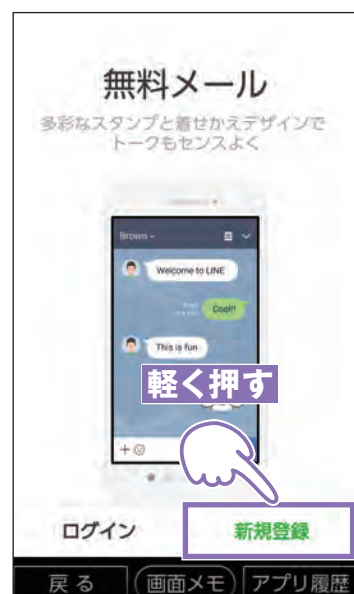 無料メール
多彩なスタンプと着せかえデザインで
トークもセンスよく
Brown
Welcome to LINE
Cool!!
This is fun
軽く押す
ログイン
新規登録
戻る
画面メモ
アプリ履歴